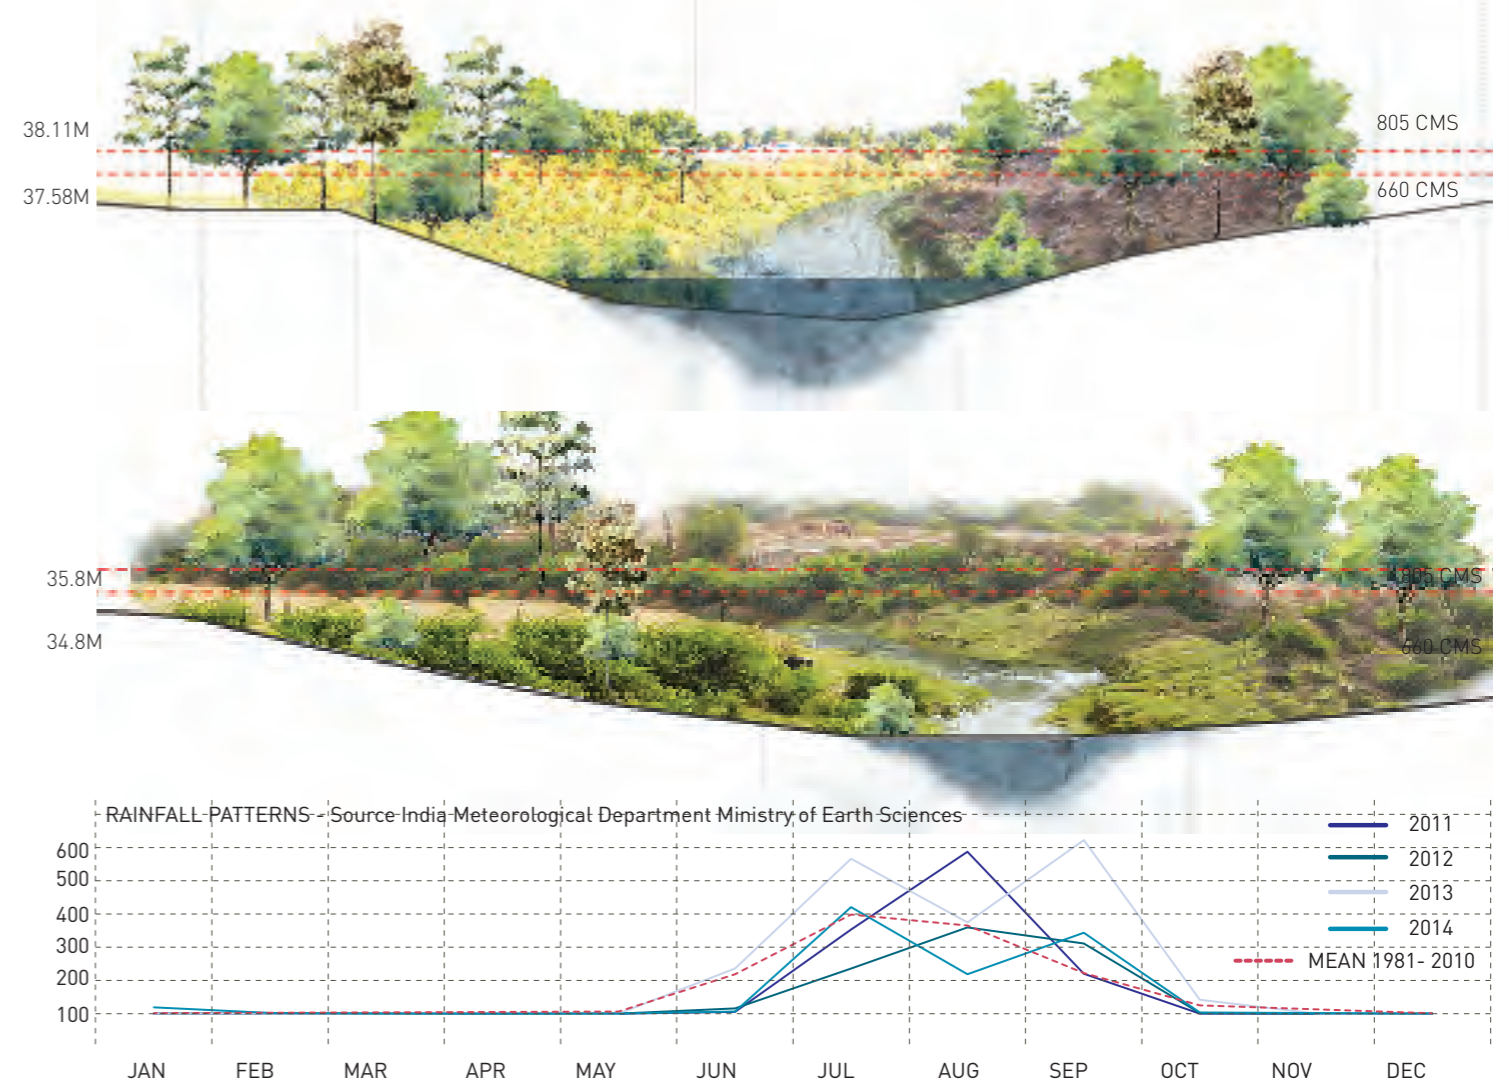 38.11M
805 CMS
37.58M
660 CMS
35.8M
805 CMS
34.8M
660 CMS
RAINFALL PATTERNS - Source India Meteorological Department Ministry of Earth Sciences
2011
600
2012
500
2013
400
2014
300
MEAN 1981- 2010
200
100
JAN FEB MAR APR MAY JUN JUL AUG SEP OCT NOV DEC